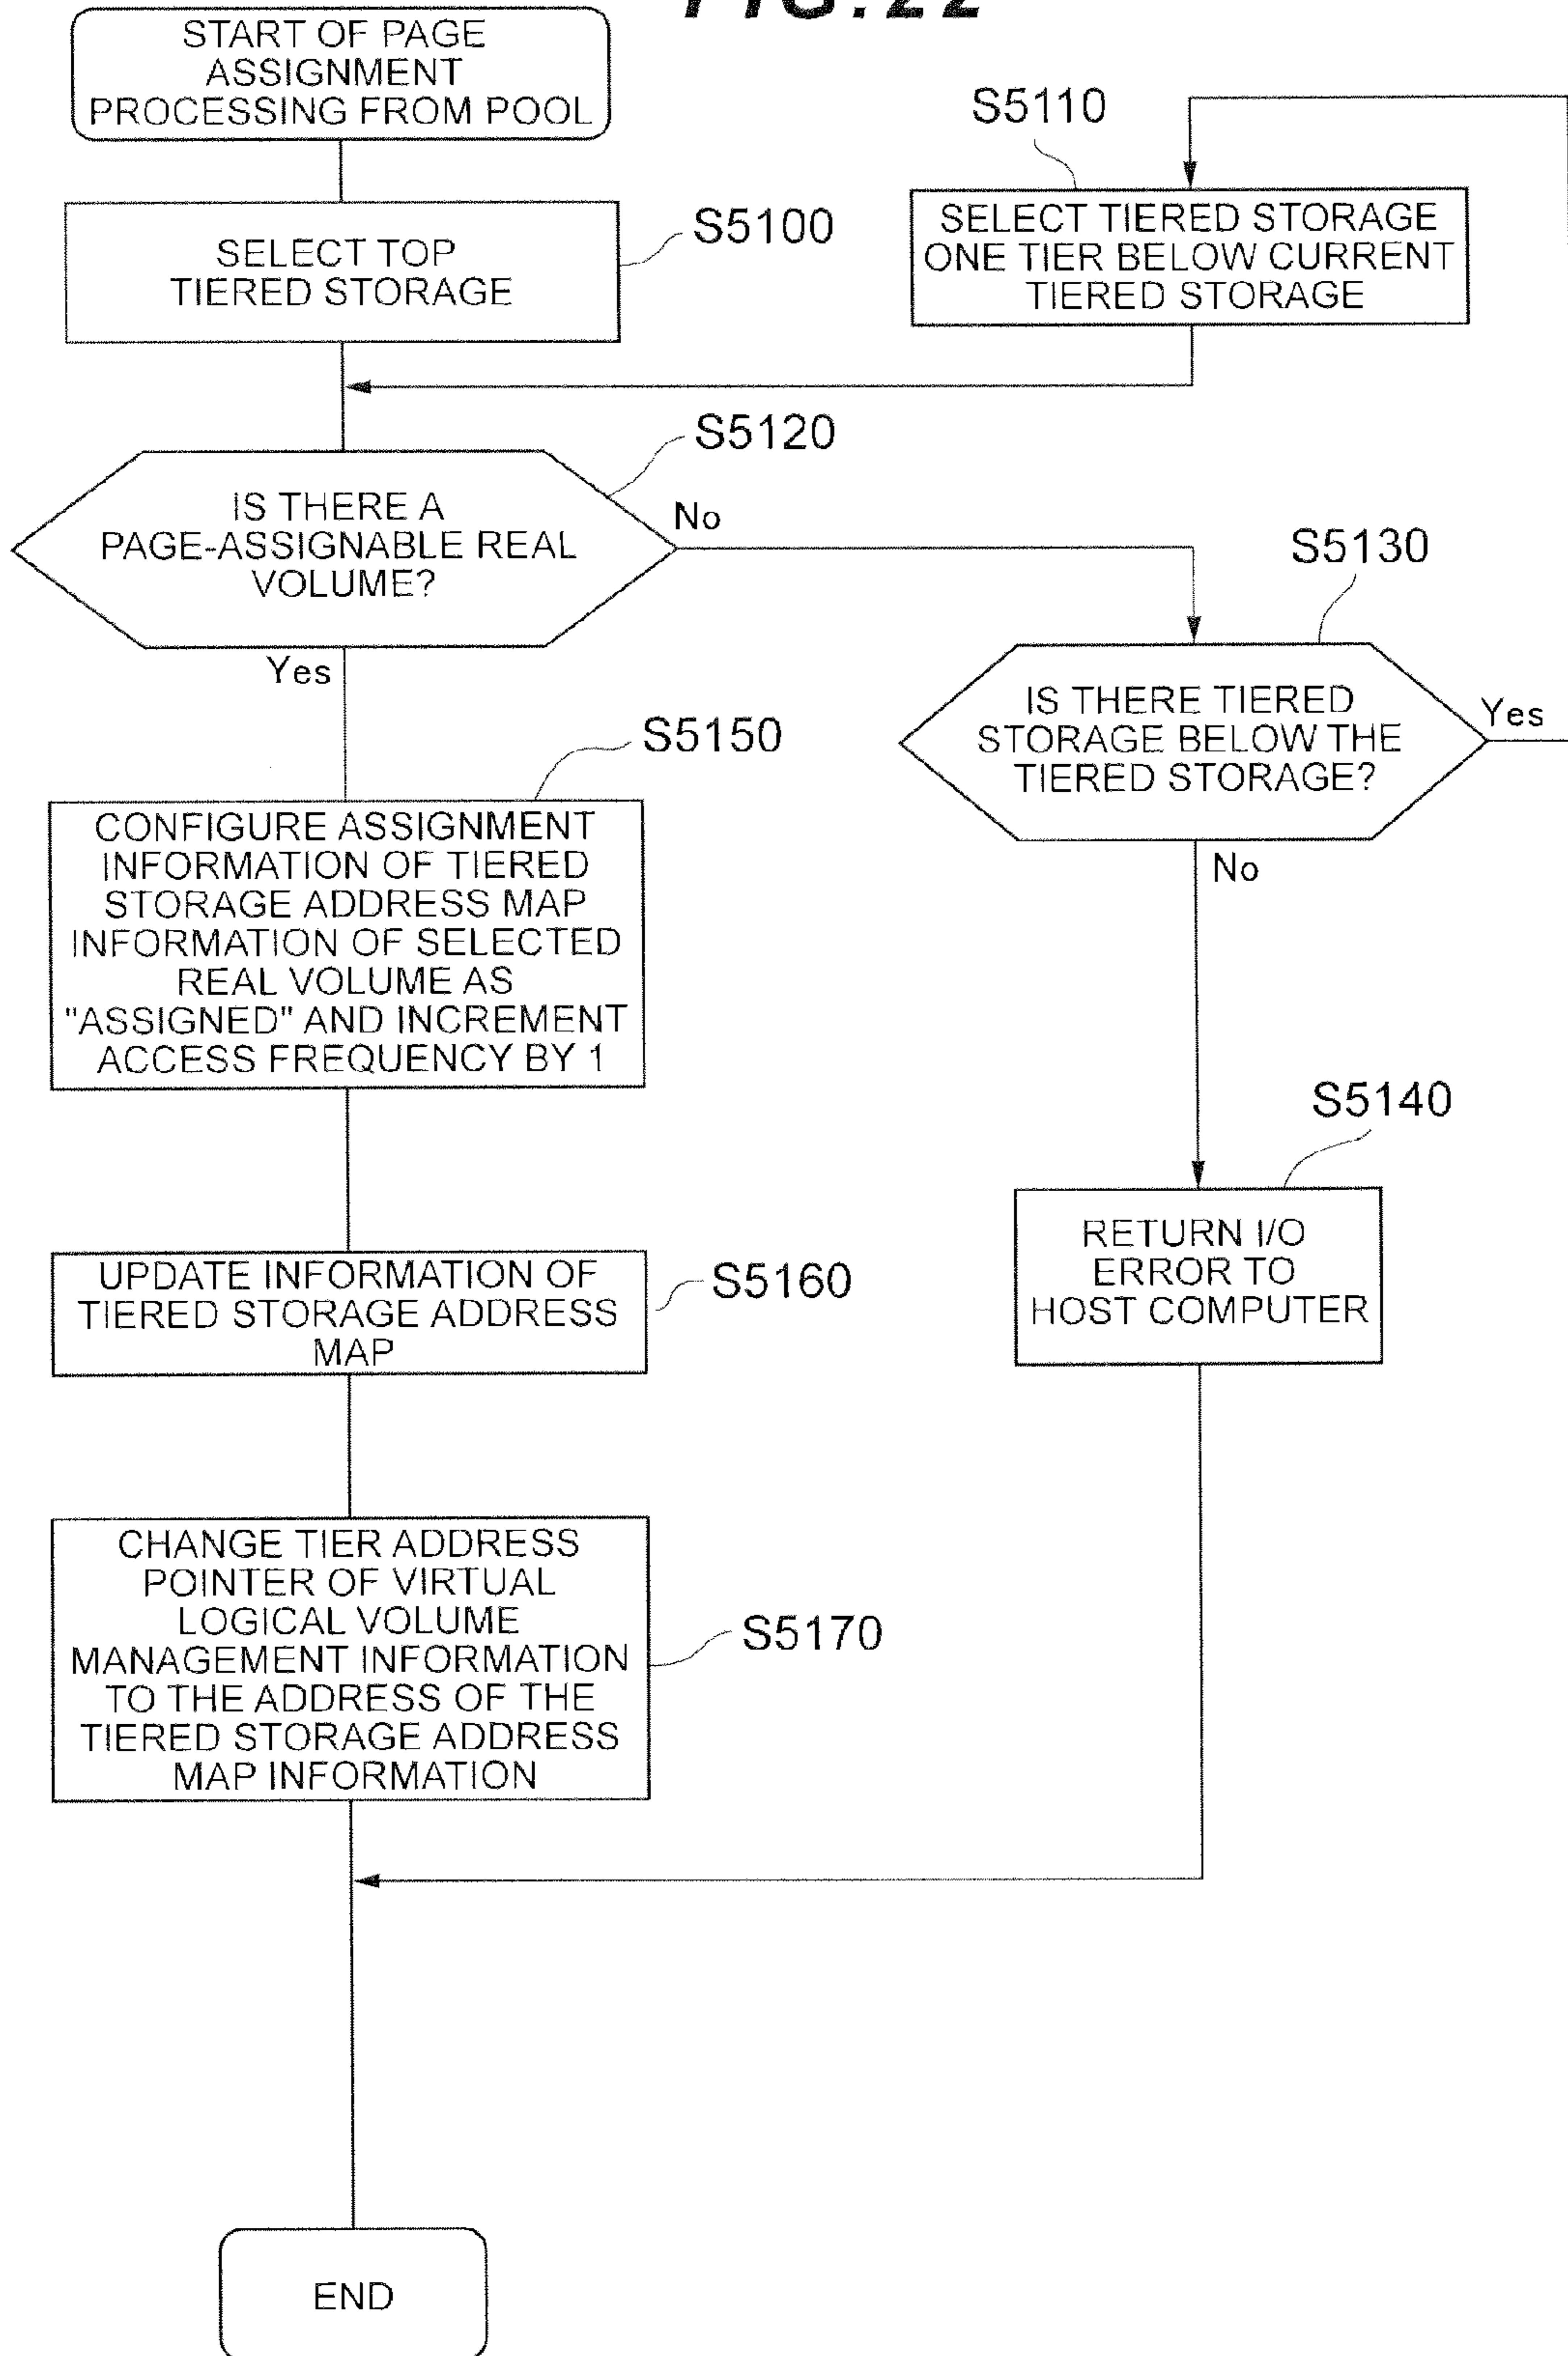 FIG. 22
START OF PAGE
ASSIGNMENT
PROCESSING FROM POOL
S5100
SELECT TOP
TIERED STORAGE
S5110
SELECT TIERED STORAGE
ONE TIER BELOW CURRENT
TIERED STORAGE
S5120
IS THERE A
PAGE-ASSIGNABLE REAL
VOLUME?
No
Yes
S5130
IS THERE TIERED
STORAGE BELOW THE
TIERED STORAGE?
Yes
No
S5140
RETURN I/O
ERROR TO
HOST COMPUTER
S5150
CONFIGURE ASSIGNMENT
INFORMATION OF TIERED
STORAGE ADDRESS MAP
INFORMATION OF SELECTED
REAL VOLUME AS
"ASSIGNED" AND INCREMENT
ACCESS FREQUENCY BY 1
S5160
UPDATE INFORMATION OF
TIERED STORAGE ADDRESS
MAP
S5170
CHANGE TIER ADDRESS
POINTER OF VIRTUAL
LOGICAL VOLUME
MANAGEMENT INFORMATION
TO THE ADDRESS OF THE
TIERED STORAGE ADDRESS
MAP INFORMATION
END